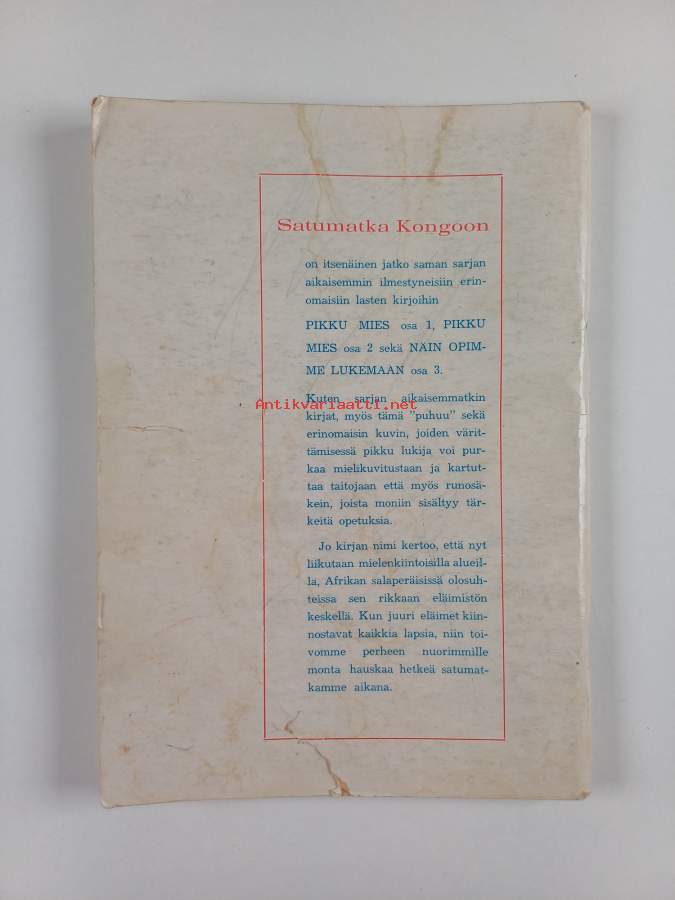 Satumatka Kongoon
on itsenäinen jatko saman sarjan
aikaisemmin ilmestyneisiin erin-
omaisiin lasten kirjoihin
PIKKU MIES osa 1, PIKKU
MIES osa 2 sekä NÄIN OPIM-
ME LUKEMAAN osa 3.
Kuten sarjan aikaisemmatkin
Antikvariaatti.net
kirjat, myös tämä "puhuu" sekä
erinomaisin kuvin, joiden värit-
tämisessä pikku lukija voi pur-
kaa mielikuvitustaan ja kartut-
taa taitojaan että myös runosä-
kein, joista moniin sisältyy tär-
keitä opetuksia.
Jo kirjan nimi kertoo, että nyt
liikutaan mielenkiintoisilla alueil-
la, Afrikan salaperäisissä olosuh-
teissa sen rikkaan eläimistön
keskellä. Kun juuri eläimet kiin-
nostavat kaikkia lapsia, niin toi-
vomme perheen nuorimmille
monta hauskaa hetkeä satumat-
kamme aikana.